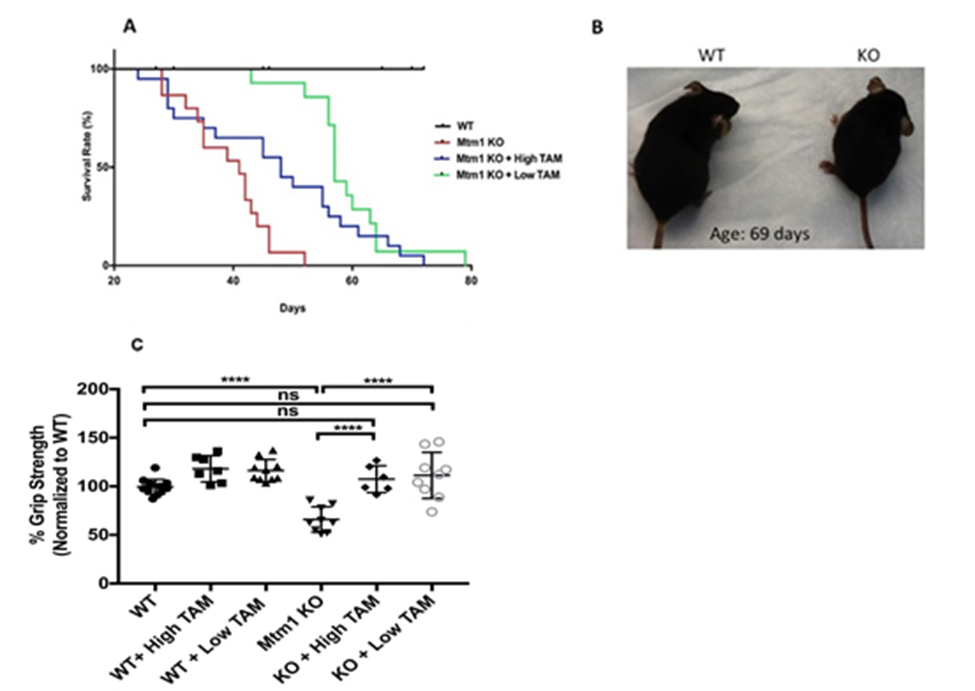 A
100
50
0
Survival Rate (%)
20 40 60 80
Days
WT
Mtm1 KO
Mtm1 KO + High TAM
Mtm1 KO + Low TAM
B
WT KO
Age: 69 days
C
200
150
100
50
0
% Grip Strength
(Normalized to WT)
**** ****
ns
ns
****
WT
WT+ High TAM
WT + Low TAM
Mtm1 KO
KO + High TAM
KO + Low TAM